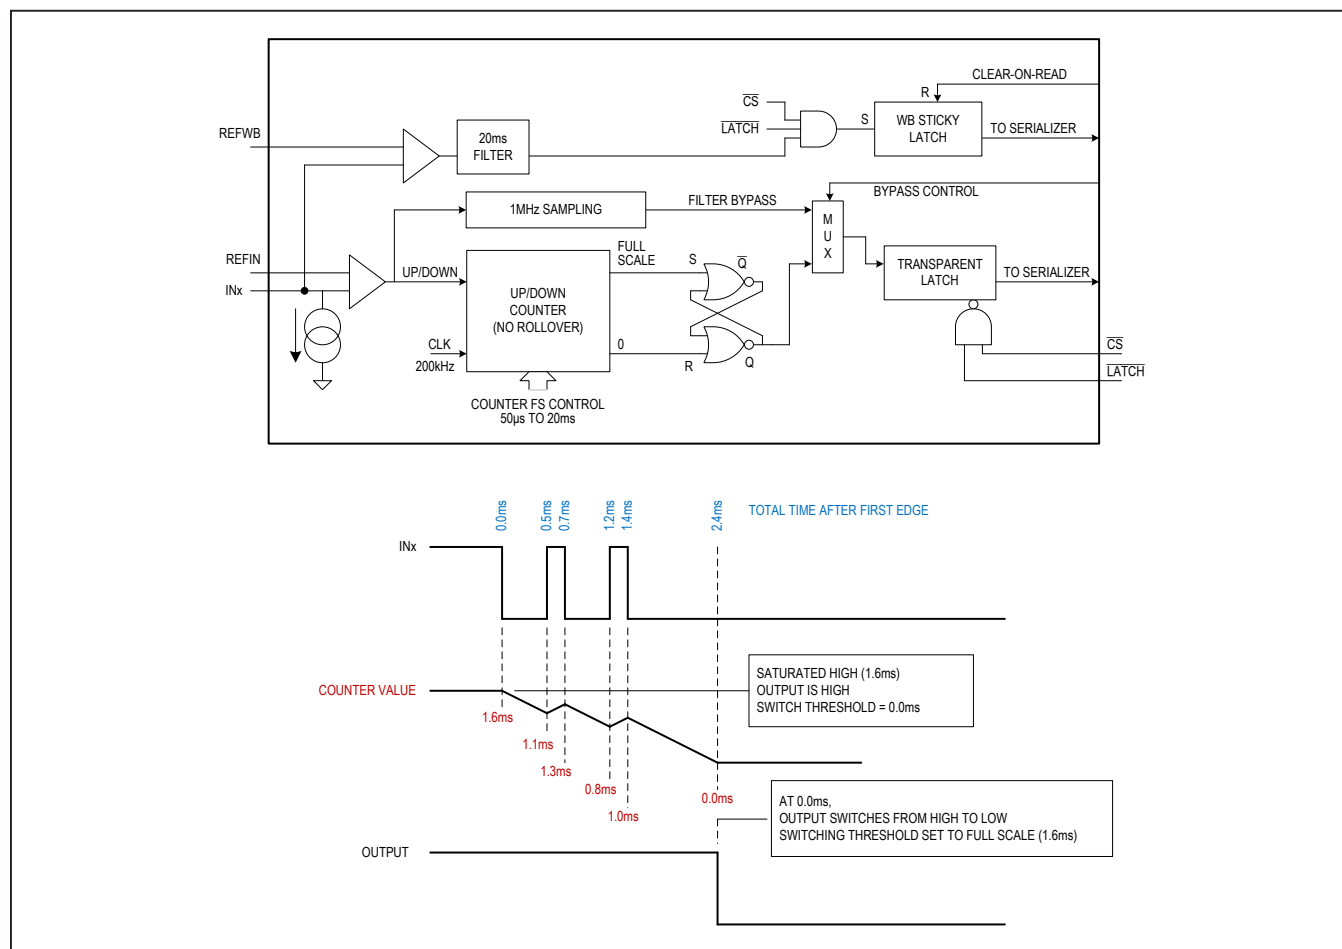 CLEAR-ON-READ
R
CS
REFWB
20ms
FILTER
LATCH
S
WB STICKY
LATCH
TO SERIALIZER
BYPASS CONTROL
1MHz SAMPLING
FILTER BYPASS
M
U
X
REFIN
INx
UP/DOWN
FULL
SCALE
S
Q
UP/DOWN
COUNTER
(NO ROLLOVER)
TRANSPARENT
LATCH
TO SERIALIZER
CLK
200kHz
0
R
Q
CS
LATCH
COUNTER FS CONTROL
50µs TO 20ms
0.0ms
0.5ms
0.7ms
1.2ms
1.4ms
2.4ms
TOTAL TIME AFTER FIRST EDGE
INx
SATURATED HIGH (1.6ms)
OUTPUT IS HIGH
SWITCH THRESHOLD = 0.0ms
COUNTER VALUE
1.6ms
1.1ms
1.3ms
0.8ms
1.0ms
0.0ms
AT 0.0ms,
OUTPUT SWITCHES FROM HIGH TO LOW
SWITCHING THRESHOLD SET TO FULL SCALE (1.6ms)
OUTPUT